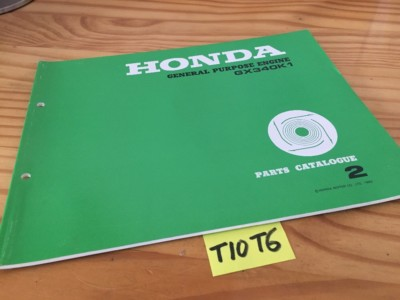 HONDA
GENERAL PURPOSE ENGINE
GX340K1
PARTS CATALOGUE
2
T10T6